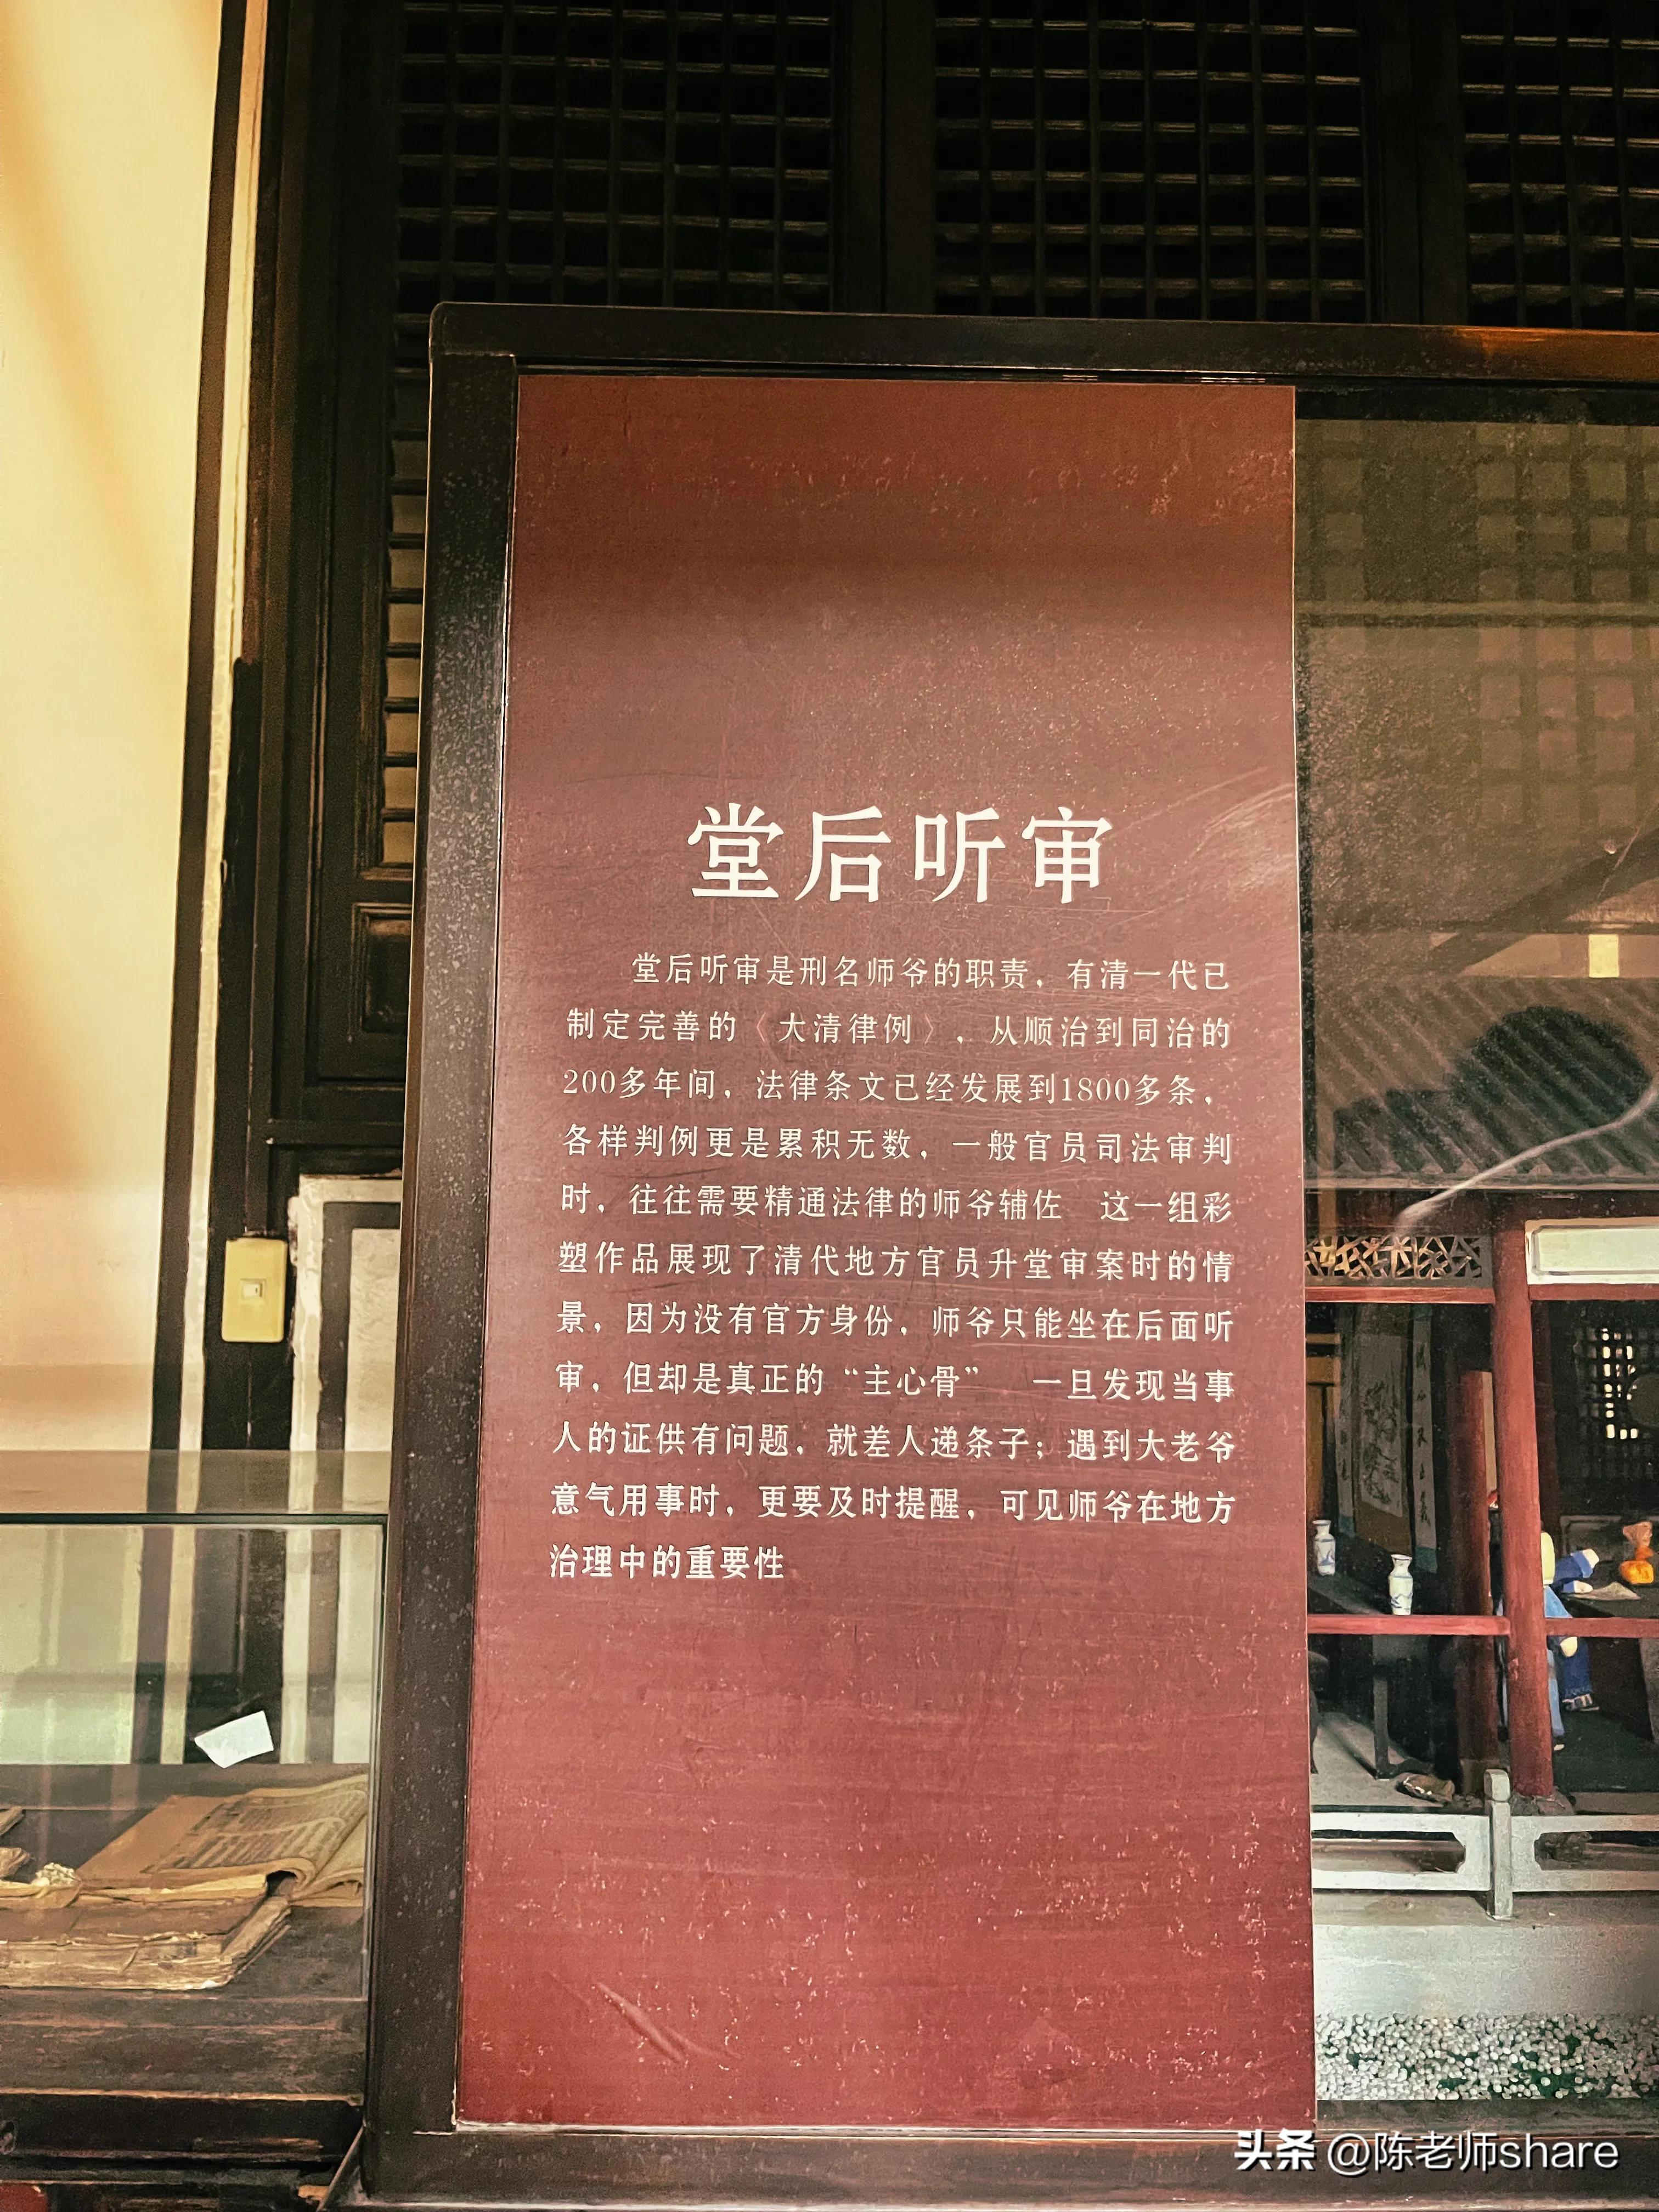 堂后听审
堂后听审是刑名师爷的职责，有清一代已
制定完善的《大清律例》，从顺治到同治的
200多年间，法律条文已经发展到1800多条，
各样判例更是累积无数，一般官员司法审判
时，往往需要精通法律的师爷辅佐 这一组彩
塑作品展现了清代地方官员升堂审案时的情
景，因为没有官方身份，师爷只能坐在后面听
审，但却是真正的“主心骨” 一旦发现当事
人的证供有问题，就差人递条子；遇到大老爷
意气用事时，更要及时提醒，可见师爷在地方
治理中的重要性
头条 @陈老师share